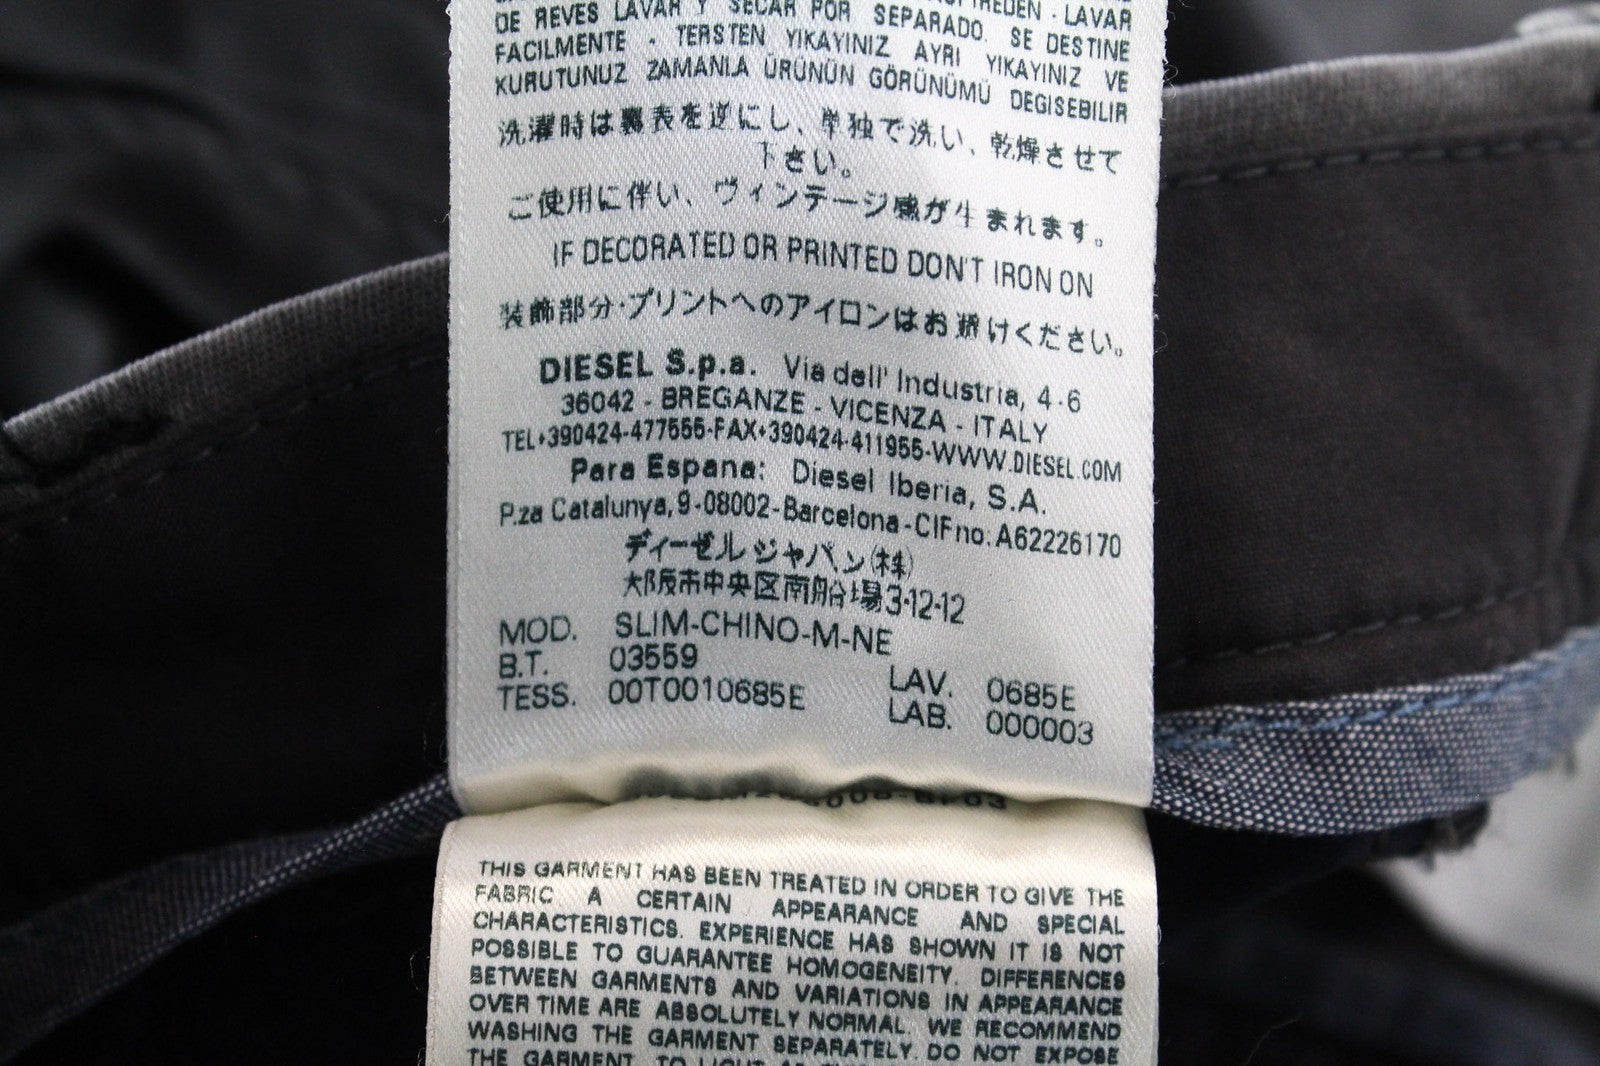 DE REVES LAVAR Y SECAR POR SEPARADO. SE DESTINE
FACILMENTE - TERSTEN YIKAYINIZ AYRI YIKAYINIZ VE
KURUTUNUZ ZAMANLA ÜRÜNÜN GÖRÜNÜMÜ DEGISEBILIR
洗濯時は裏表を逆にし、単独で洗い、乾燥させて
下さい。
ご使用に伴い、ヴィンテージ感が生まれます。
IF DECORATED OR PRINTED DON'T IRON ON
装飾部分・プリントへのアイロンはお避けください。
DIESEL S.p.a. Via dell' Industria, 4-6
36042 - BREGANZE - VICENZA - ITALY
TEL+390424-477555-FAX+390424-411955-WWW.DIESEL.COM
Para Espana: Diesel Iberia, S.A.
P.za Catalunya, 9-08002-Barcelona-CIFno.A62226170
ディーゼルジャパン(株)
大阪市中央区南船場3-12-12
MOD. SLIM-CHINO-M-NE
B.T. 03559 LAV. 0685E
TESS. 00T0010685E LAB. 000003
THIS GARMENT HAS BEEN TREATED IN ORDER TO GIVE THE
FABRIC A CERTAIN APPEARANCE AND SPECIAL
CHARACTERISTICS. EXPERIENCE HAS SHOWN IT IS NOT
POSSIBLE TO GUARANTEE HOMOGENEITY. DIFFERENCES
BETWEEN GARMENTS AND VARIATIONS IN APPEARANCE
OVER TIME ARE ABSOLUTELY NORMAL. WE RECOMMEND
WASHING THE GARMENT SEPARATELY. DO NOT EXPOSE
THE GARMENT TO LIGHT